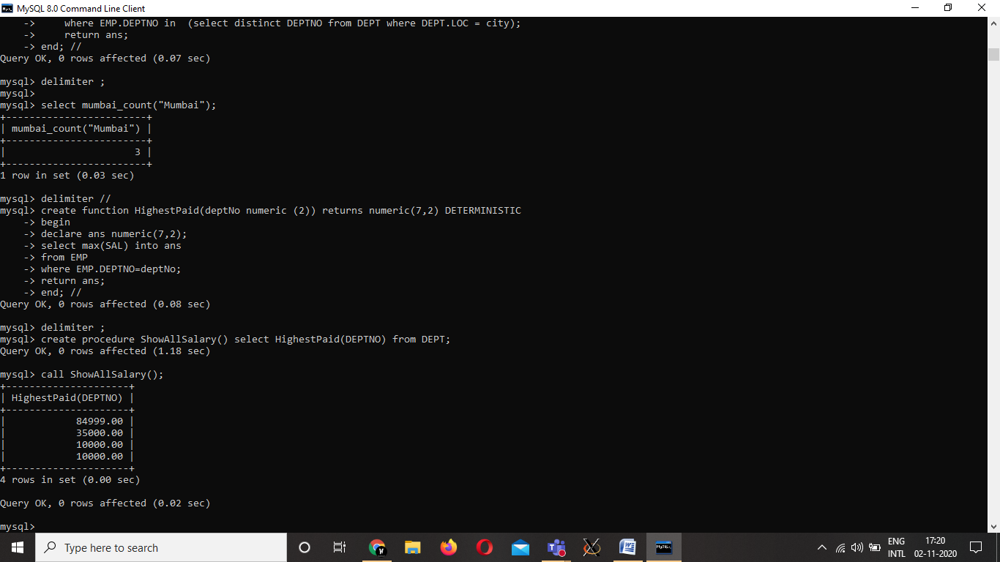 MySQL 8.0 Command Line Client
    ->     where EMP.DEPTNO in  (select distinct DEPTNO from DEPT where DEPT.LOC = city);
    ->     return ans;
    -> end; //
Query OK, 0 rows affected (0.07 sec)

mysql> delimiter ;
mysql>
mysql> select mumbai_count("Mumbai");
+------------------------+
| mumbai_count("Mumbai") |
+------------------------+
|                      3 |
+------------------------+
1 row in set (0.03 sec)

mysql> delimiter //
mysql> create function HighestPaid(deptNo numeric (2)) returns numeric(7,2) DETERMINISTIC
    -> begin
    -> declare ans numeric(7,2);
    -> select max(SAL) into ans
    -> from EMP
    -> where EMP.DEPTNO=deptNo;
    -> return ans;
    -> end; //
Query OK, 0 rows affected (0.08 sec)

mysql> delimiter ;
mysql> create procedure ShowAllSalary() select HighestPaid(DEPTNO) from DEPT;
Query OK, 0 rows affected (1.18 sec)

mysql> call ShowAllSalary();
+---------------------+
| HighestPaid(DEPTNO) |
+---------------------+
|            84999.00 |
|            35000.00 |
|            10000.00 |
|            10000.00 |
+---------------------+
4 rows in set (0.00 sec)

Query OK, 0 rows affected (0.02 sec)

mysql>
Type here to search
ENG
INTL
17:20
02-11-2020